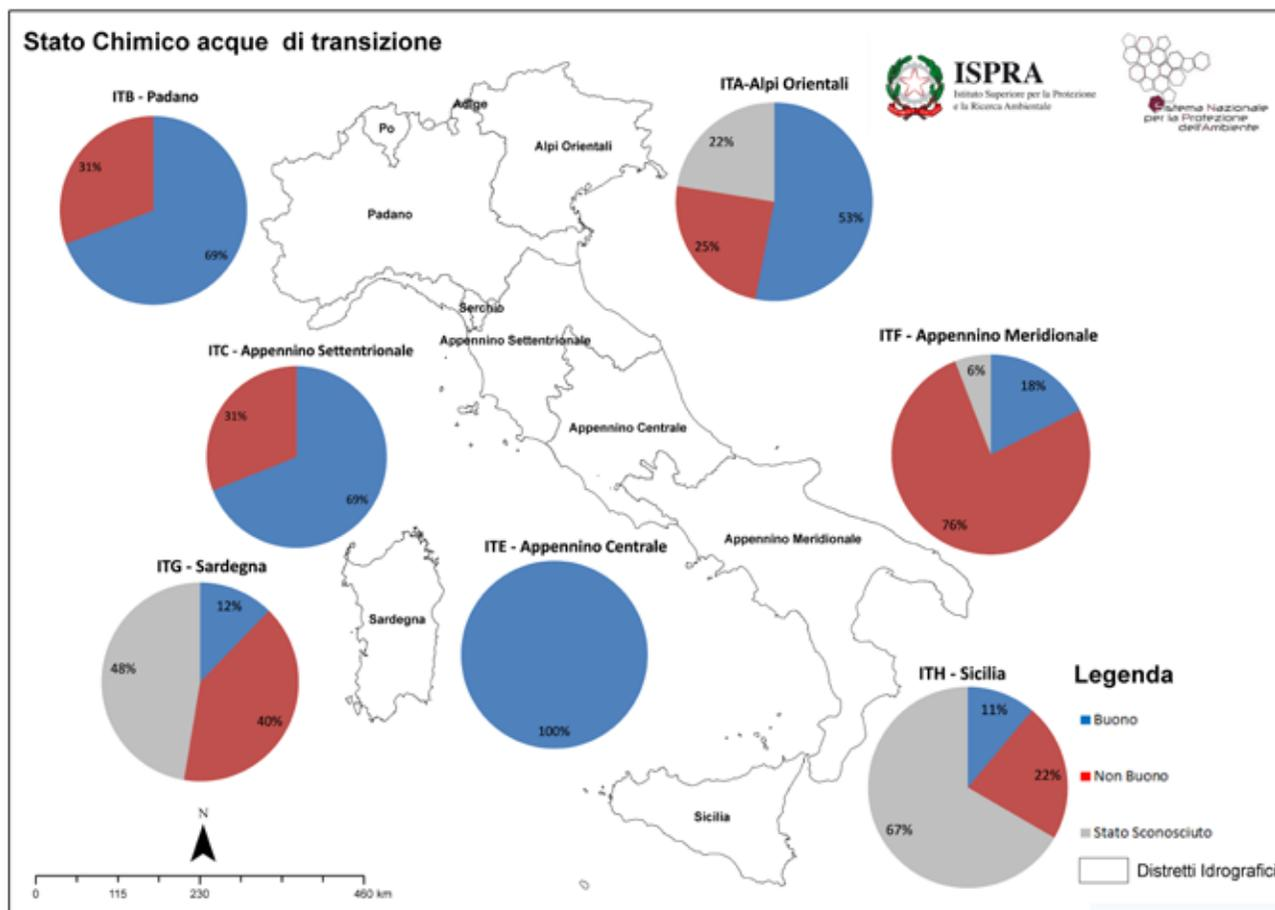 Stato Chimico acque di transizione
ISPRA
Istituto Superiore per la Protezione
e la Ricerca Ambientale
Sistema Nazionale
per la Protezione
dell'Ambiente
ITB - Padano
31%
69%
Po
Adige
Alpi Orientali
Padano
ITA-Alpi Orientali
22%
53%
25%
Serchio
Appennino Settentrionale
ITC - Appennino Settentrionale
31%
69%
Appennino Centrale
ITF - Appennino Meridionale
6%
18%
76%
Appennino Meridionale
ITG - Sardegna
12%
48%
40%
Sardegna
ITE - Appennino Centrale
100%
Sicilia
ITH - Sicilia
11%
22%
67%
Legenda
Buono
Non Buono
Stato Sconosciuto
Distretti Idrografici
N
0 115 230 460 km